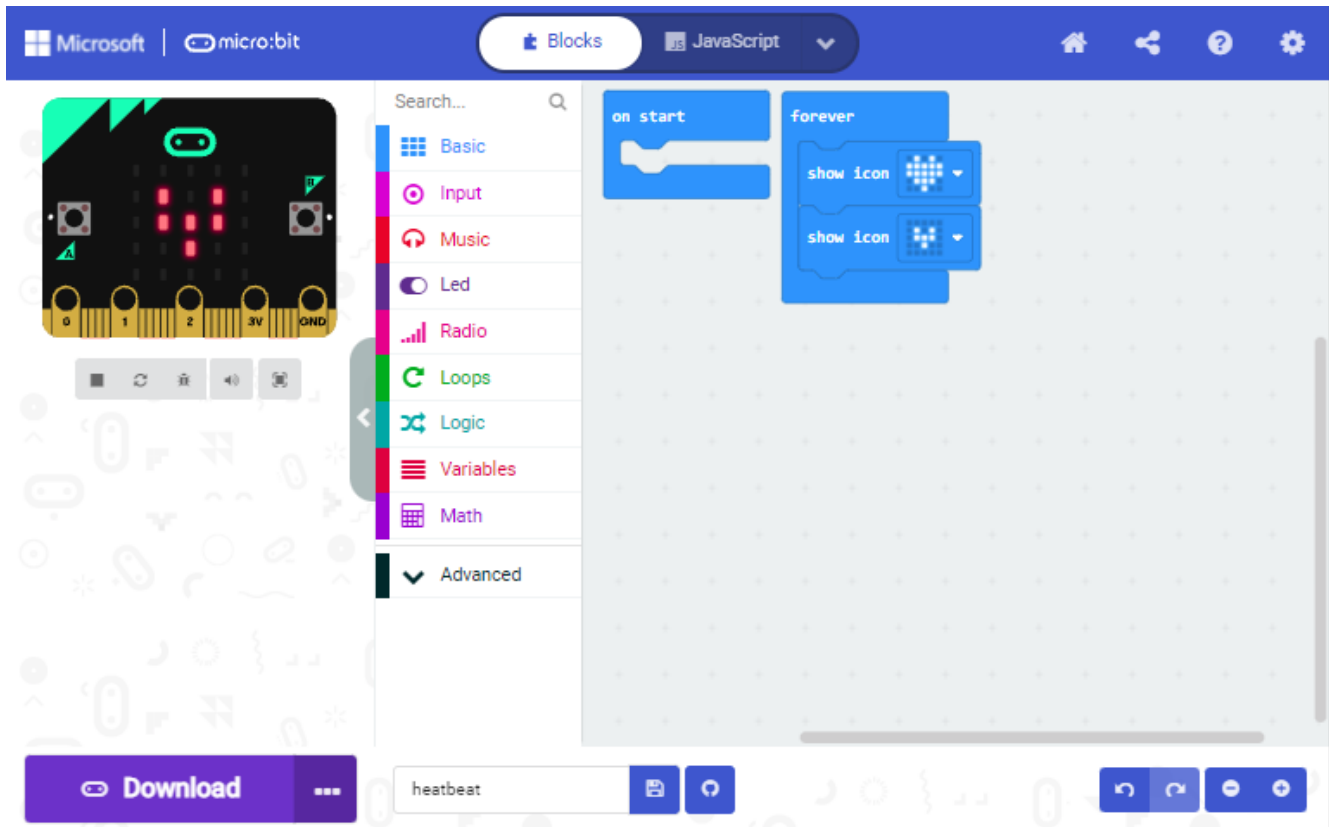 Microsoft micro:bit Blocks JS JavaScript
Search...
Basic
Input
Music
Led
Radio
Loops
Logic
Variables
Math
Advanced
on start
forever
show icon
show icon
B
A
0 1 2 3V GND
Download
heatbeat